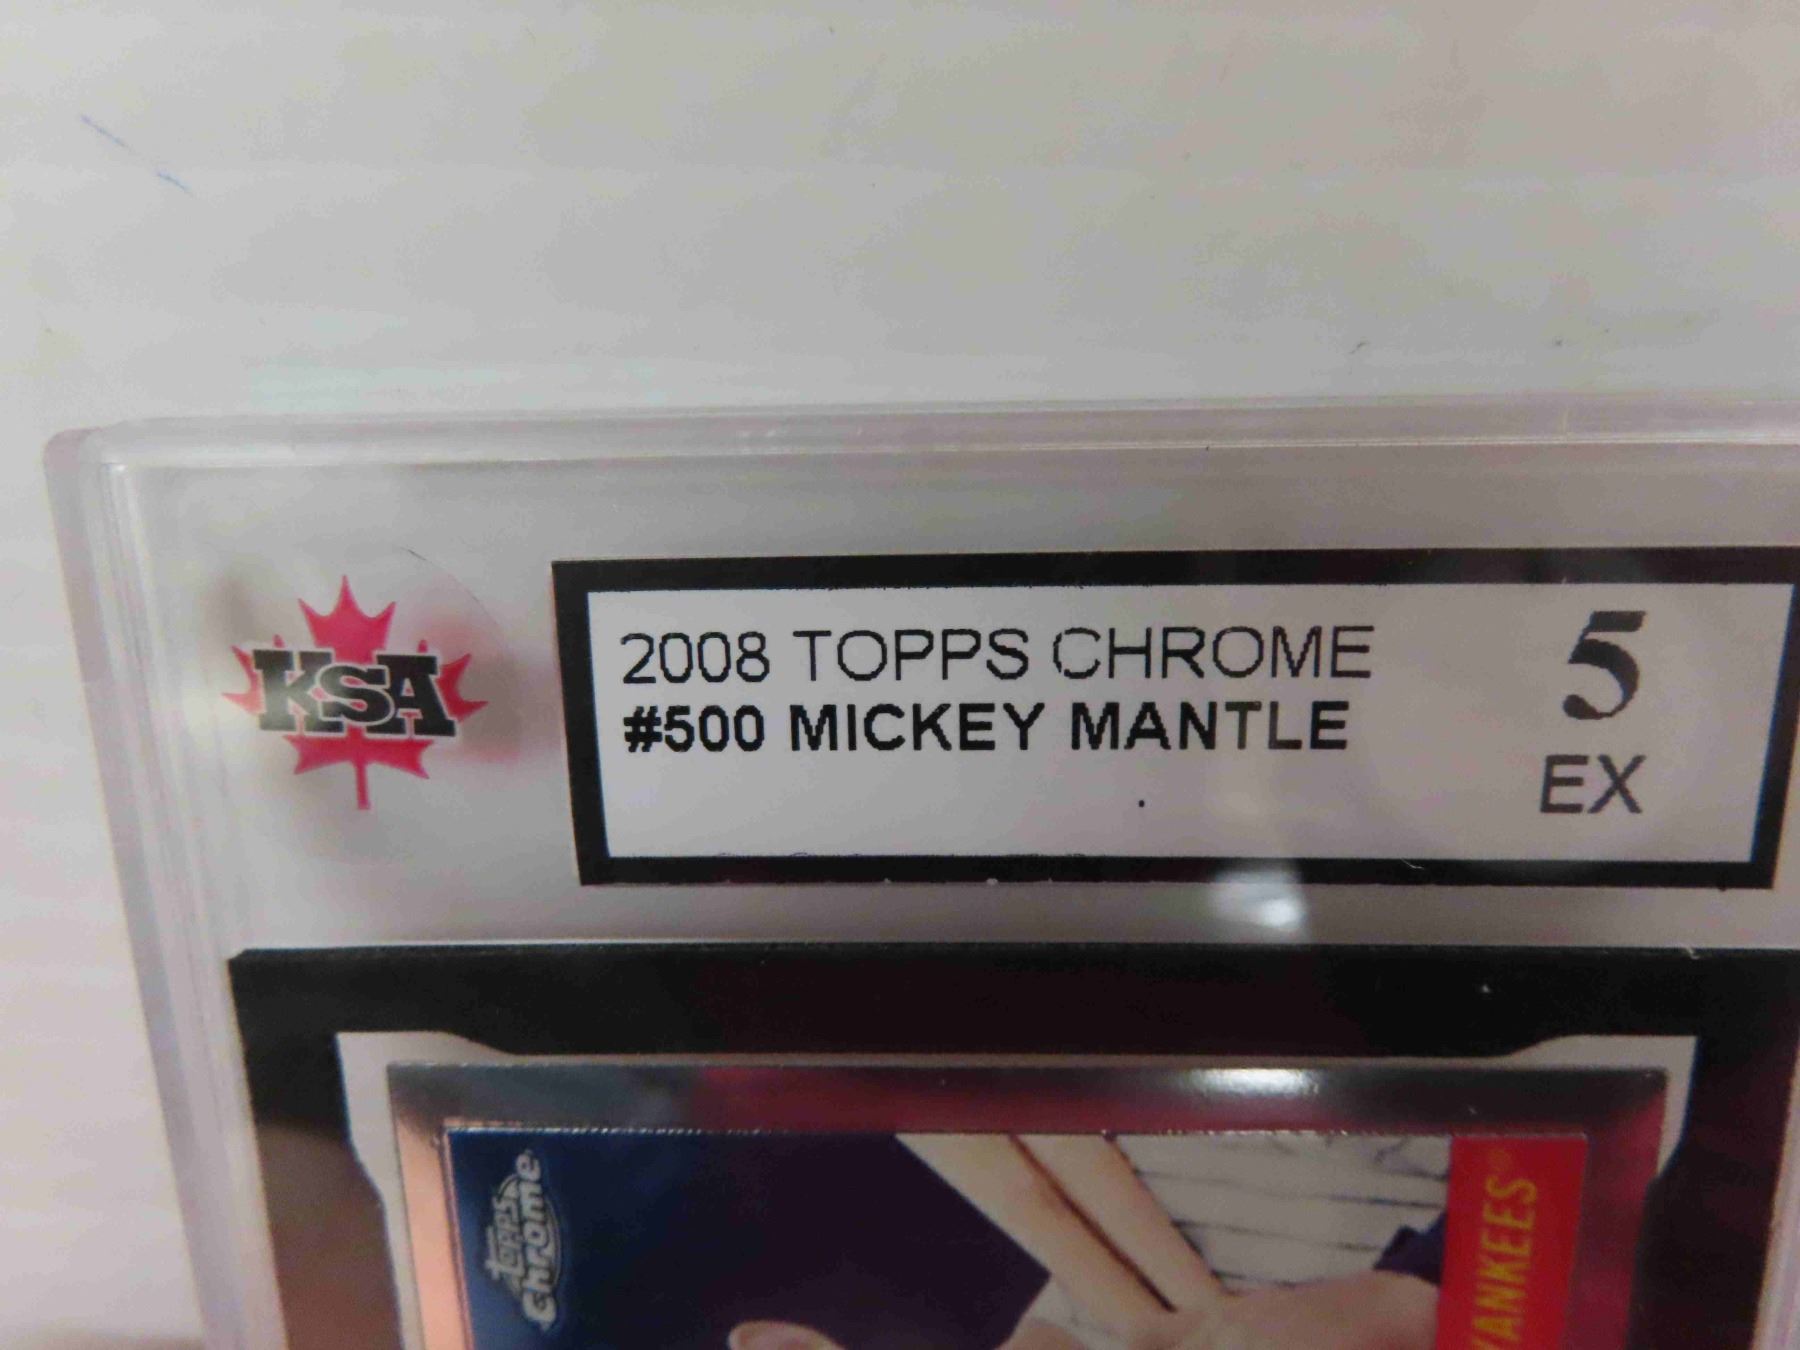 KSA
2008 TOPPS CHROME
#500 MICKEY MANTLE
5
EX
topps
chrome
YANKEES